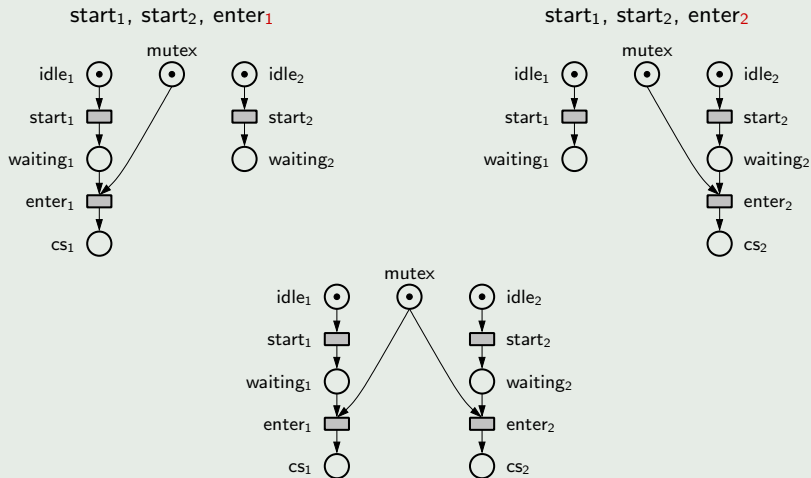 start₁, start₂, enter₁
mutex
idle₁
idle₂
start₁
start₂
waiting₁
waiting₂
enter₁
cs₁
start₁, start₂, enter₂
mutex
idle₁
idle₂
start₁
start₂
waiting₁
waiting₂
enter₂
cs₂
mutex
idle₁
idle₂
start₁
start₂
waiting₁
waiting₂
enter₁
enter₂
cs₁
cs₂